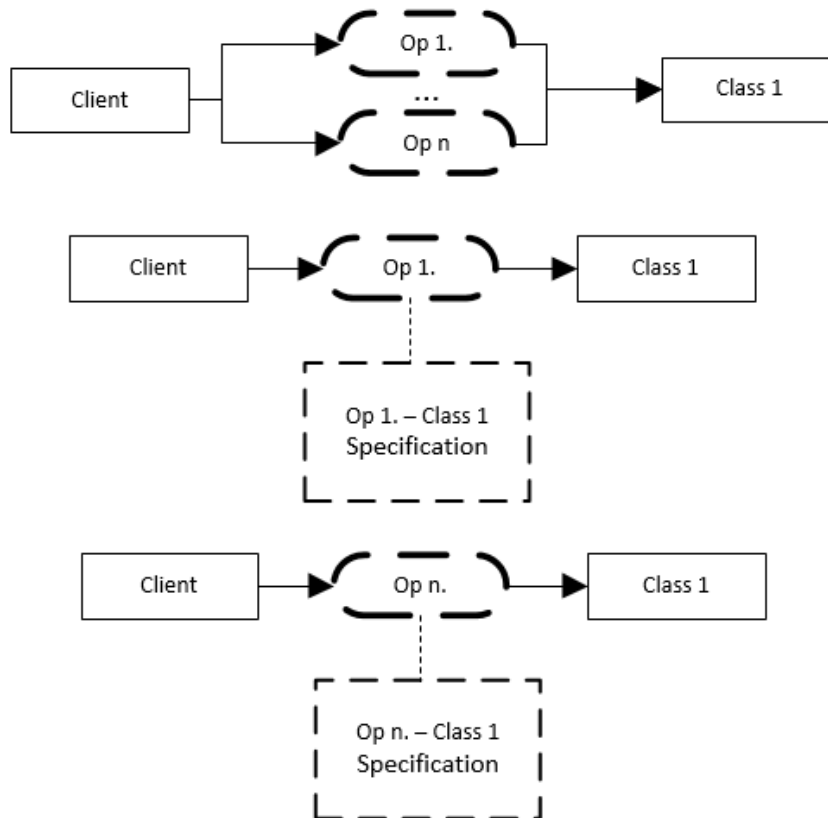 Op 1.
Client
...
Class 1
Op n
Client
Op 1.
Class 1
Op 1. – Class 1
Specification
Client
Op n.
Class 1
Op n. – Class 1
Specification